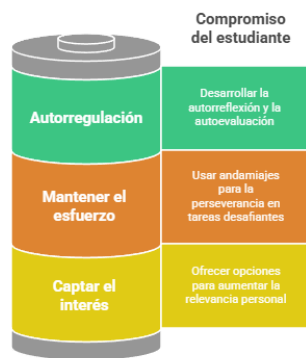 Compromiso
del estudiante
Autorregulación
Desarrollar la
autorreflexión y la
autoevaluación
Mantener el
esfuerzo
Usar andamiajes
para la
perseverancia en
tareas desafiantes
Captar el
interés
Ofrecer opciones
para aumentar la
relevancia personal